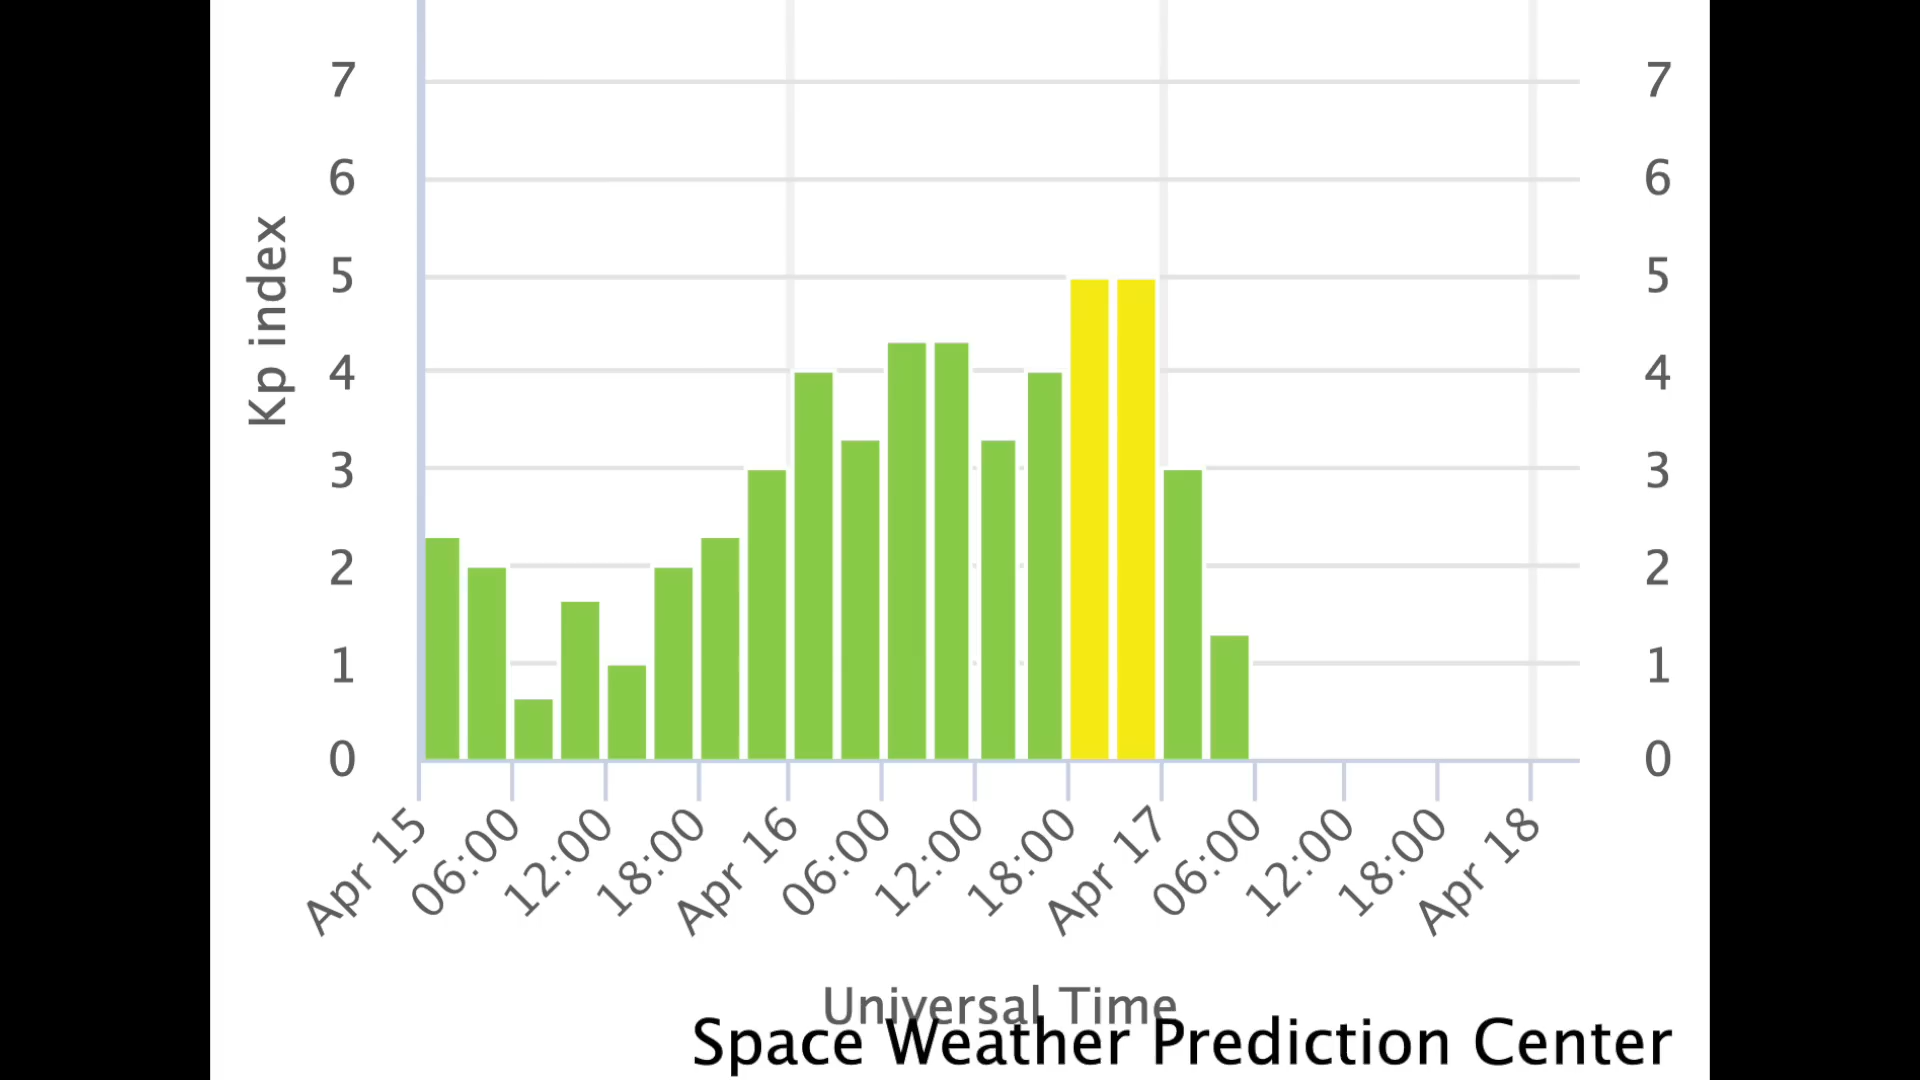 7 7
6 6
Kp index
5 5
4 4
3 3
2 2
1 1
0 0
Apr 15 06:00 12:00 18:00 Apr 16 06:00 12:00 18:00 Apr 17 06:00 12:00 18:00 Apr 18
Universal Time
Space Weather Prediction Center